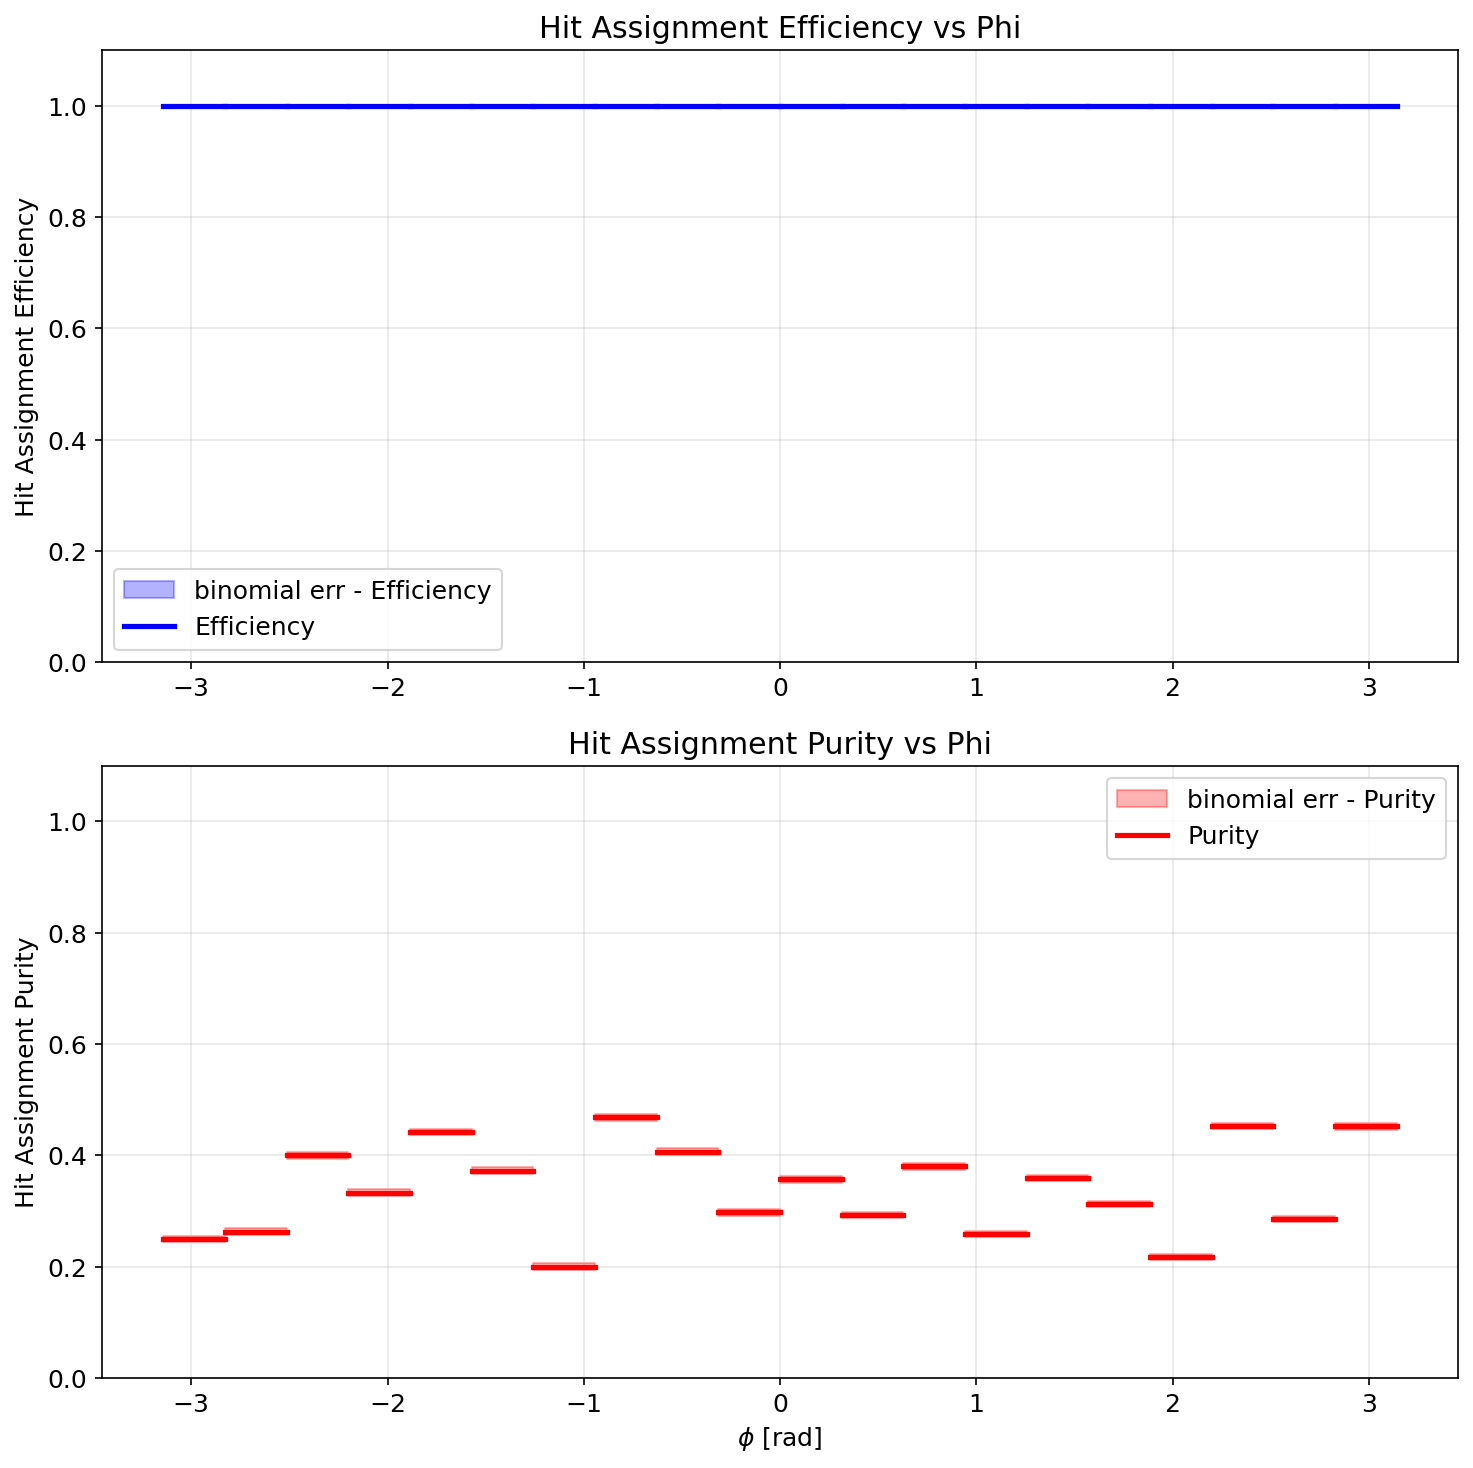 Hit Assignment Efficiency vs Phi
Hit Assignment Efficiency
1.0
0.8
0.6
0.4
0.2
0.0
binomial err - Efficiency
Efficiency
−3 −2 −1 0 1 2 3
Hit Assignment Purity vs Phi
Hit Assignment Purity
1.0
0.8
0.6
0.4
0.2
0.0
binomial err - Purity
Purity
−3 −2 −1 0 1 2 3
ϕ [rad]